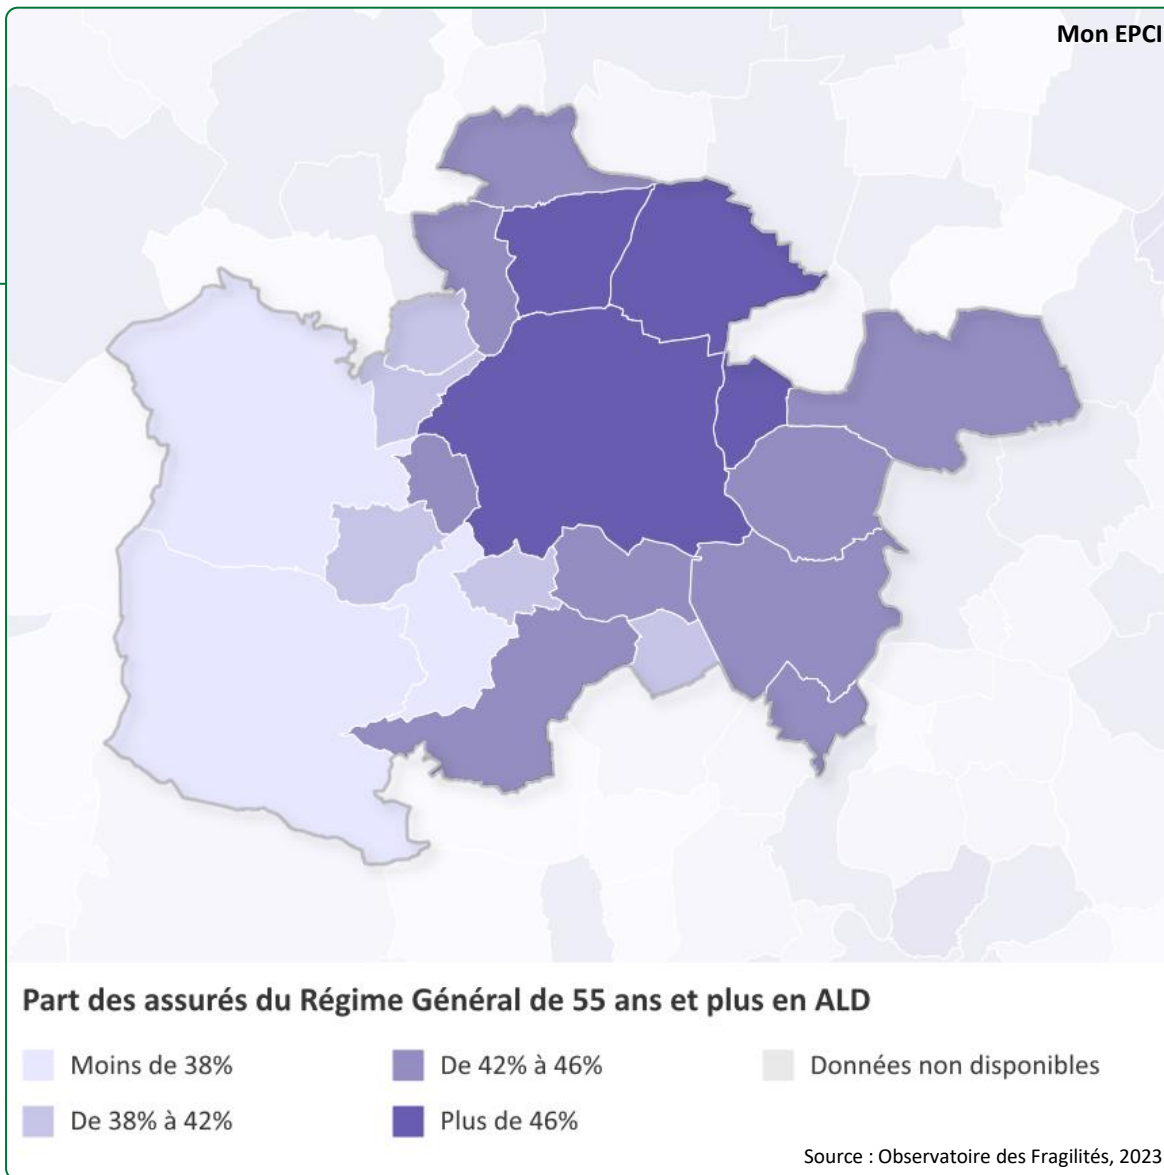 Mon EPCI
Part des assurés du Régime Général de 55 ans et plus en ALD
Moins de 38%
De 42% à 46%
Données non disponibles
De 38% à 42%
Plus de 46%
Source : Observatoire des Fragilités, 2023